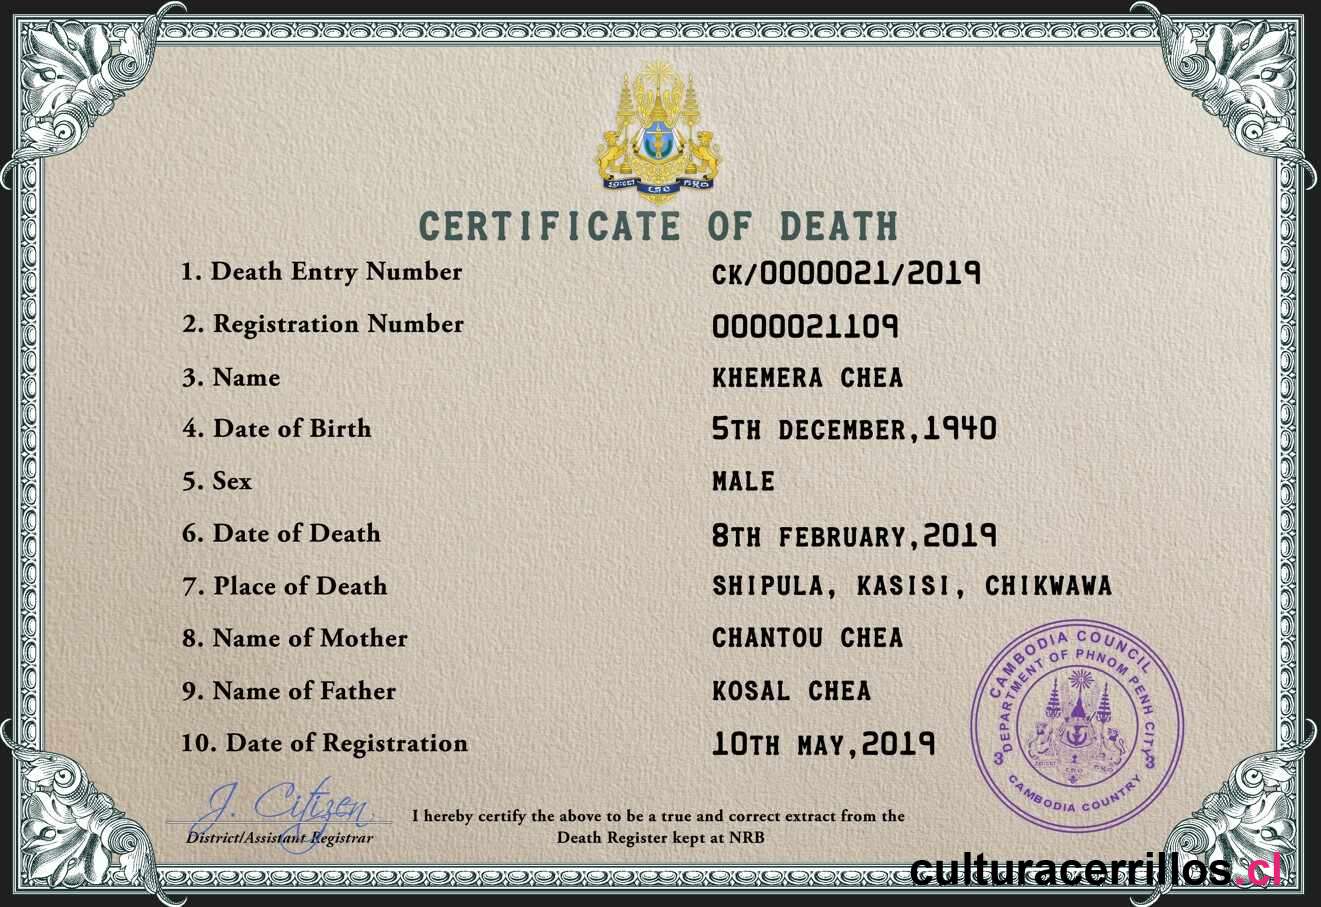 CERTIFICATE OF DEATH
1. Death Entry Number CK/0000021/2019
2. Registration Number 0000021109
3. Name KHEMERA CHEA
4. Date of Birth 5TH DECEMBER,1940
5. Sex MALE
6. Date of Death 8TH FEBRUARY,2019
7. Place of Death SHIPULA, KASISI, CHIKWAWA
8. Name of Mother CHANTOU CHEA
9. Name of Father KOSAL CHEA
10. Date of Registration 10TH MAY,2019
CAMBODIA COUNCIL
DEPARTMENT OF PHNOM PENH CITY
3 3
CAMBODIA COUNTRY
J. Citizen
District/Assistant Registrar
I hereby certify the above to be a true and correct extract from the
Death Register kept at NRB
culturacerrillos.cl